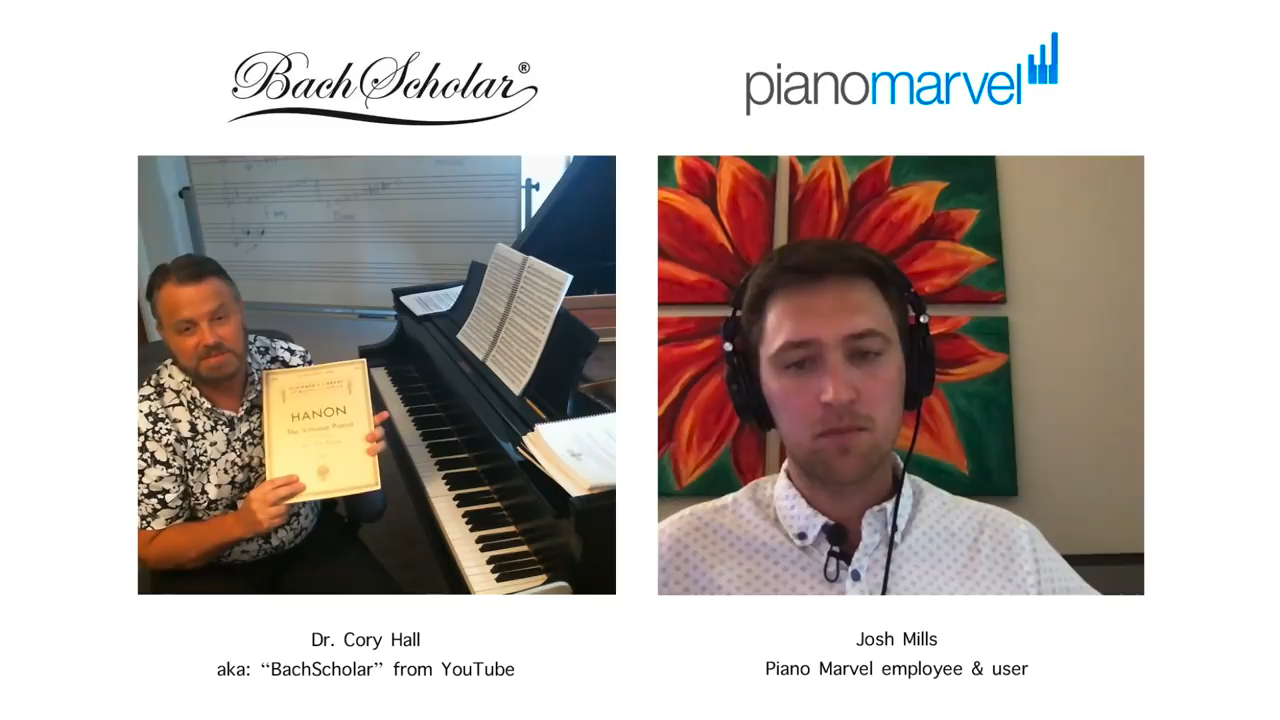 BachScholar®
pianomarvel
HANON
The Virtuoso Pianist
Dr. Cory Hall
aka: “BachScholar” from YouTube
Josh Mills
Piano Marvel employee & user